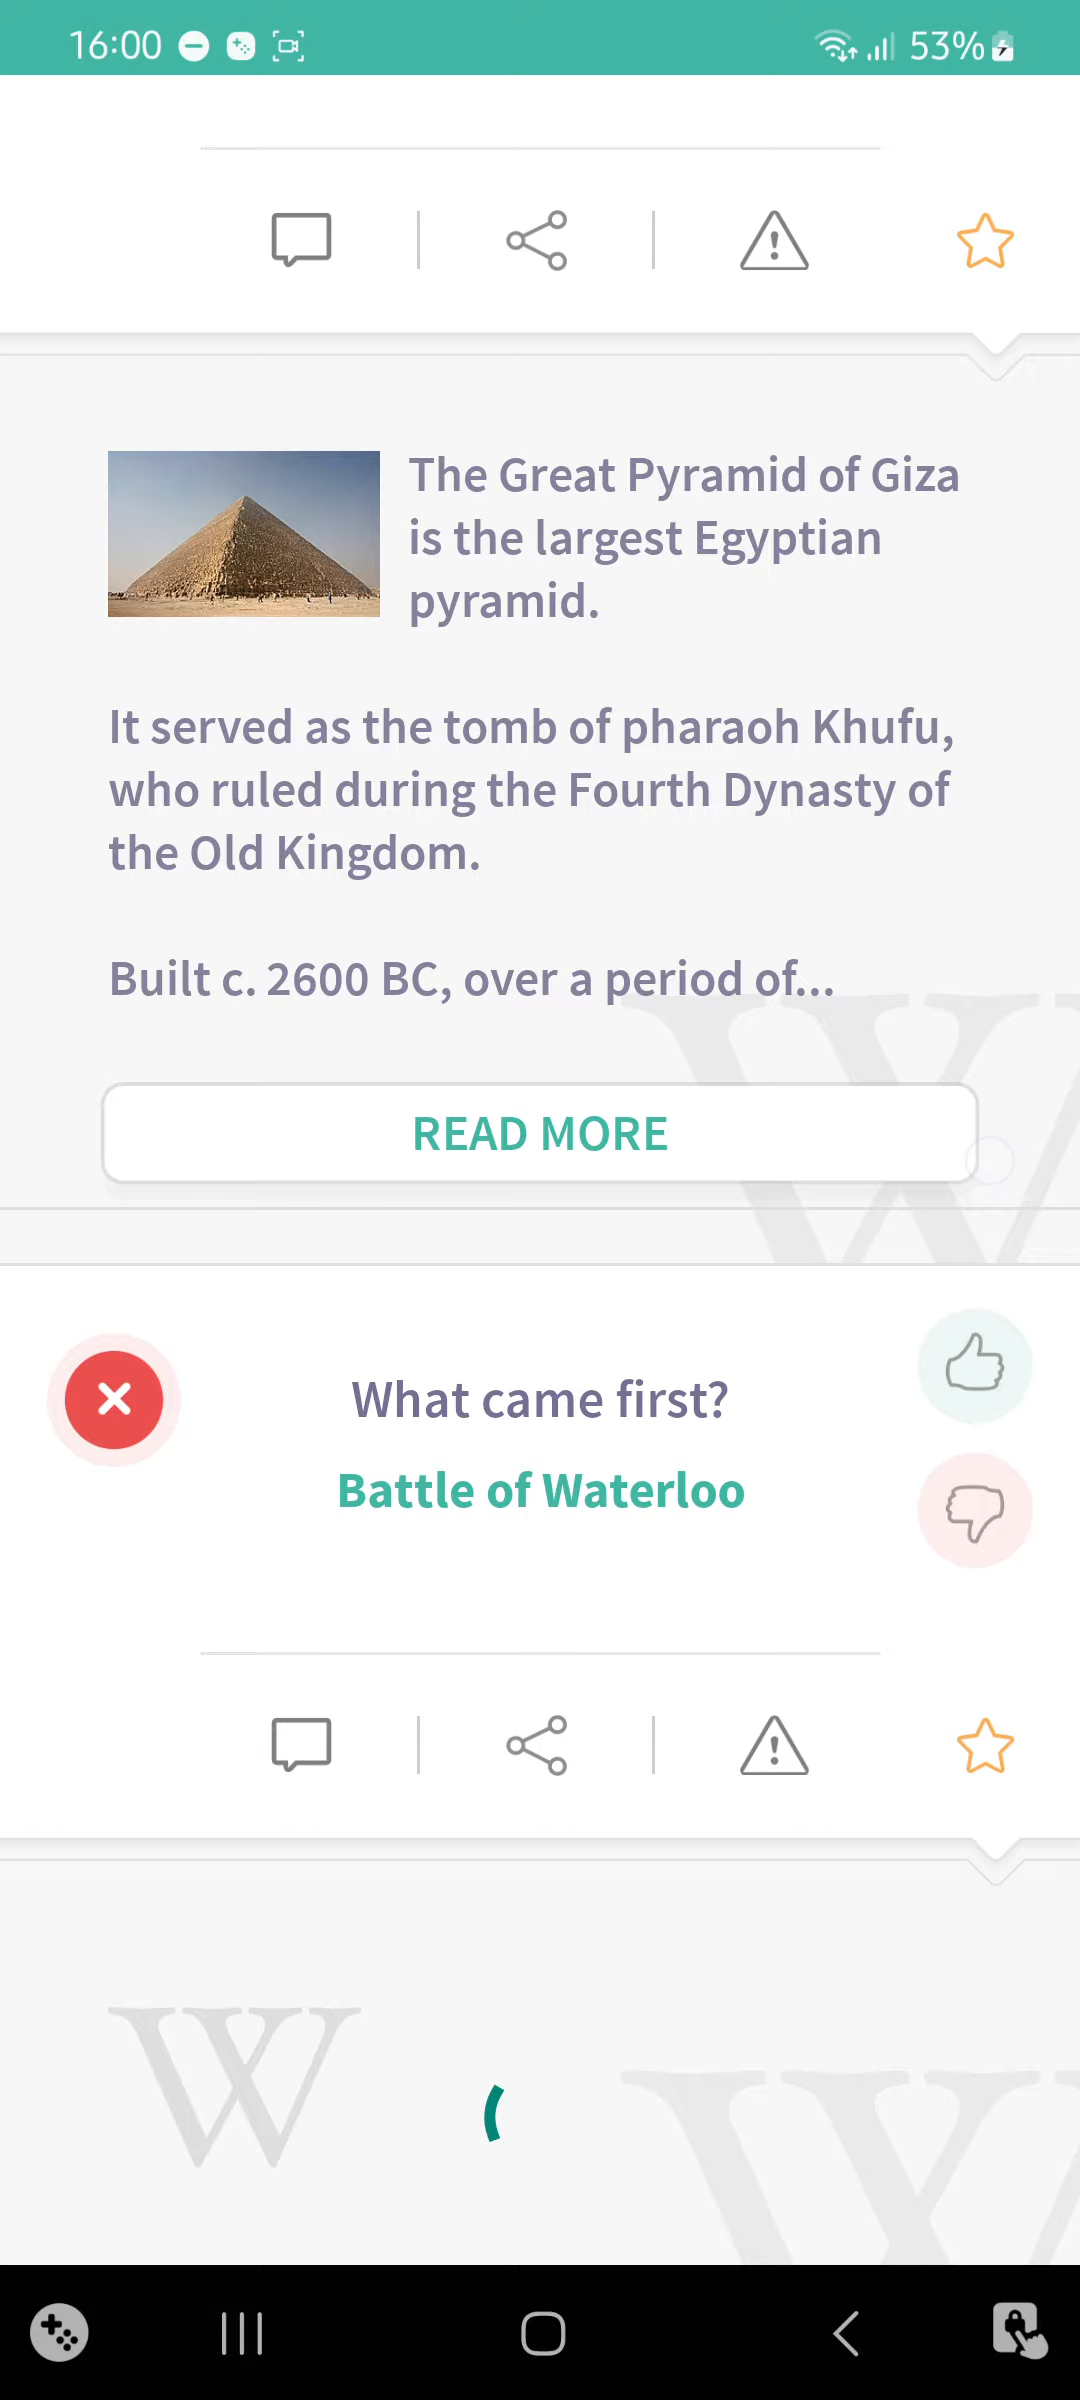 16:00
53%
The Great Pyramid of Giza
is the largest Egyptian
pyramid.
It served as the tomb of pharaoh Khufu,
who ruled during the Fourth Dynasty of
the Old Kingdom.
Built c. 2600 BC, over a period of...
READ MORE
What came first?
Battle of Waterloo
W
W
W